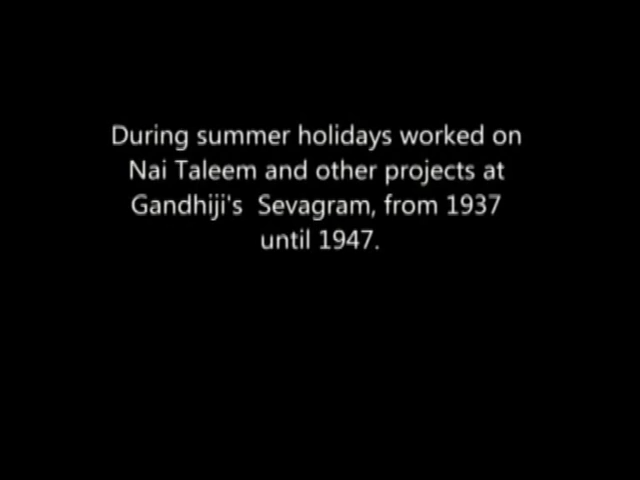 During summer holidays worked on
Nai Taleem and other projects at
Gandhiji's  Sevagram, from 1937
until 1947.